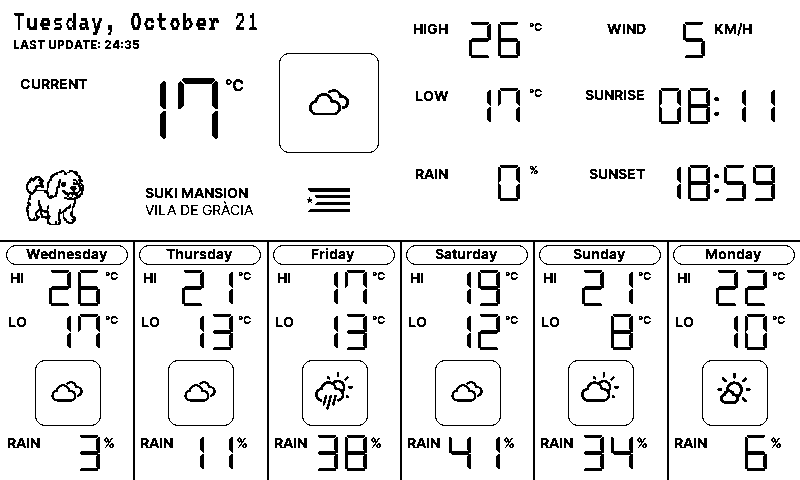 Tuesday, October 21
LAST UPDATE: 24:35
CURRENT 17 °C
HIGH 26 °C
WIND 5 KM/H
LOW 17 °C
SUNRISE 08:11
RAIN 0 %
SUNSET 18:59
SUKI MANSION
VILA DE GRÀCIA
Wednesday
HI 26 °C
LO 17 °C
RAIN 3 %
Thursday
HI 21 °C
LO 13 °C
RAIN 11 %
Friday
HI 17 °C
LO 13 °C
RAIN 38 %
Saturday
HI 19 °C
LO 12 °C
RAIN 41 %
Sunday
HI 21 °C
LO 8 °C
RAIN 34 %
Monday
HI 22 °C
LO 10 °C
RAIN 6 %